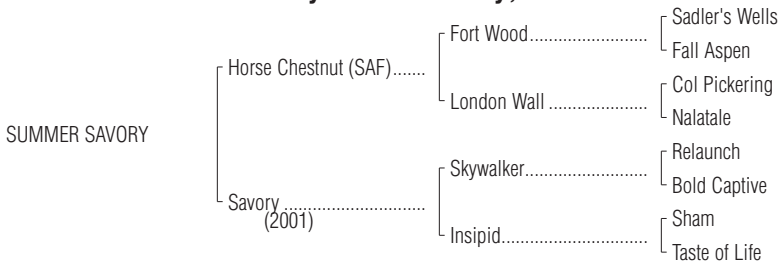 Sadler's Wells
Fort Wood
Fall Aspen
Horse Chestnut (SAF)
Col Pickering
London Wall
Nalatale
SUMMER SAVORY
Relaunch
Skywalker
Bold Captive
Savory
(2001)
Sham
Insipid
Taste of Life